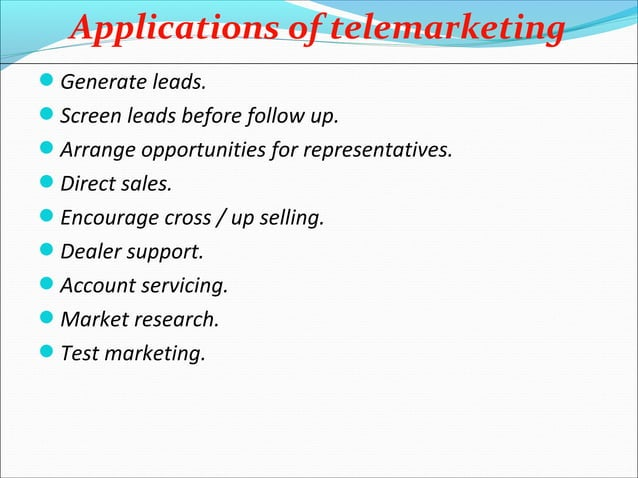 Applications of telemarketing
Generate leads.
Screen leads before follow up.
Arrange opportunities for representatives.
Direct sales.
Encourage cross / up selling.
Dealer support.
Account servicing.
Market research.
Test marketing.